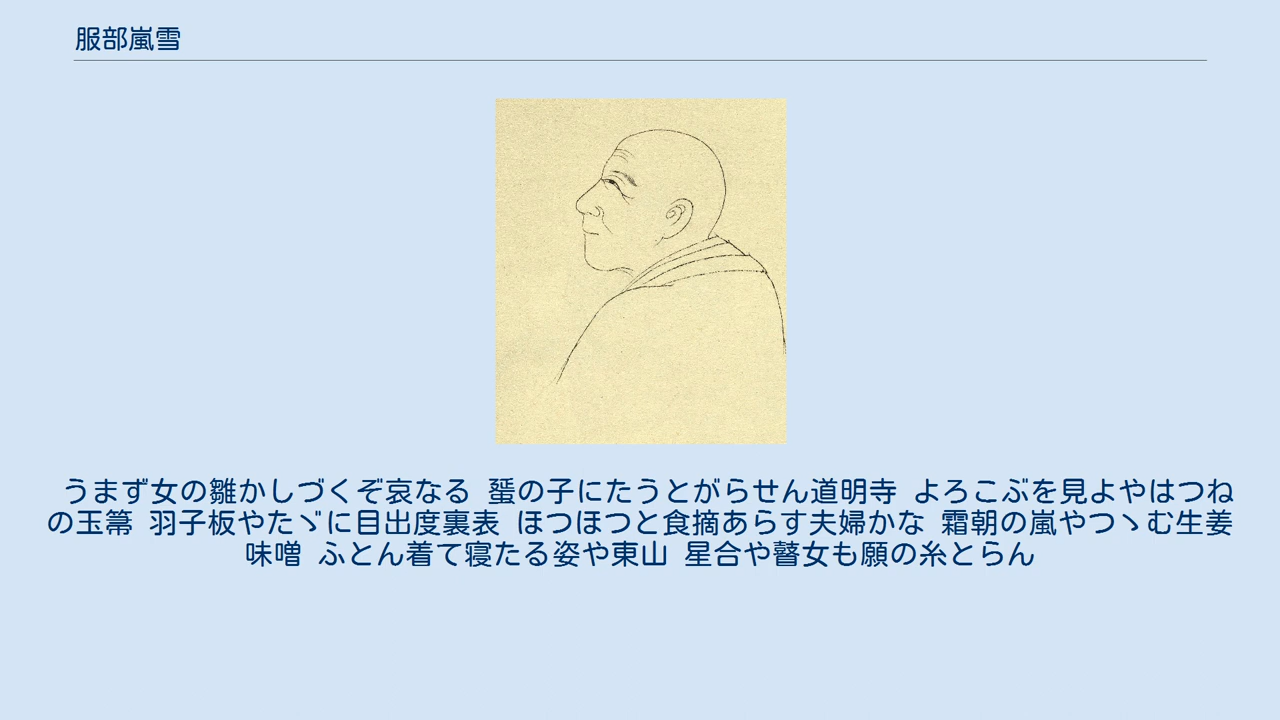 服部嵐雪
うまず女の雛かしづくぞ哀なる 蜑の子にたうとがらせん道明寺 よろこぶを見よやはつね
の玉箒 羽子板やたゞに目出度裏表 ほつほつと食摘あらす夫婦かな 霜朝の嵐やつゝむ生姜
味噌 ふとん着て寝たる姿や東山 星合や瞽女も願の糸とらん